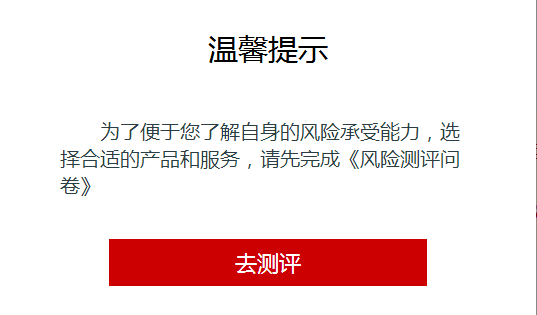 温馨提示
为了便于您了解自身的风险承受能力，选
择合适的产品和服务，请先完成《风险测评问
卷》
去测评